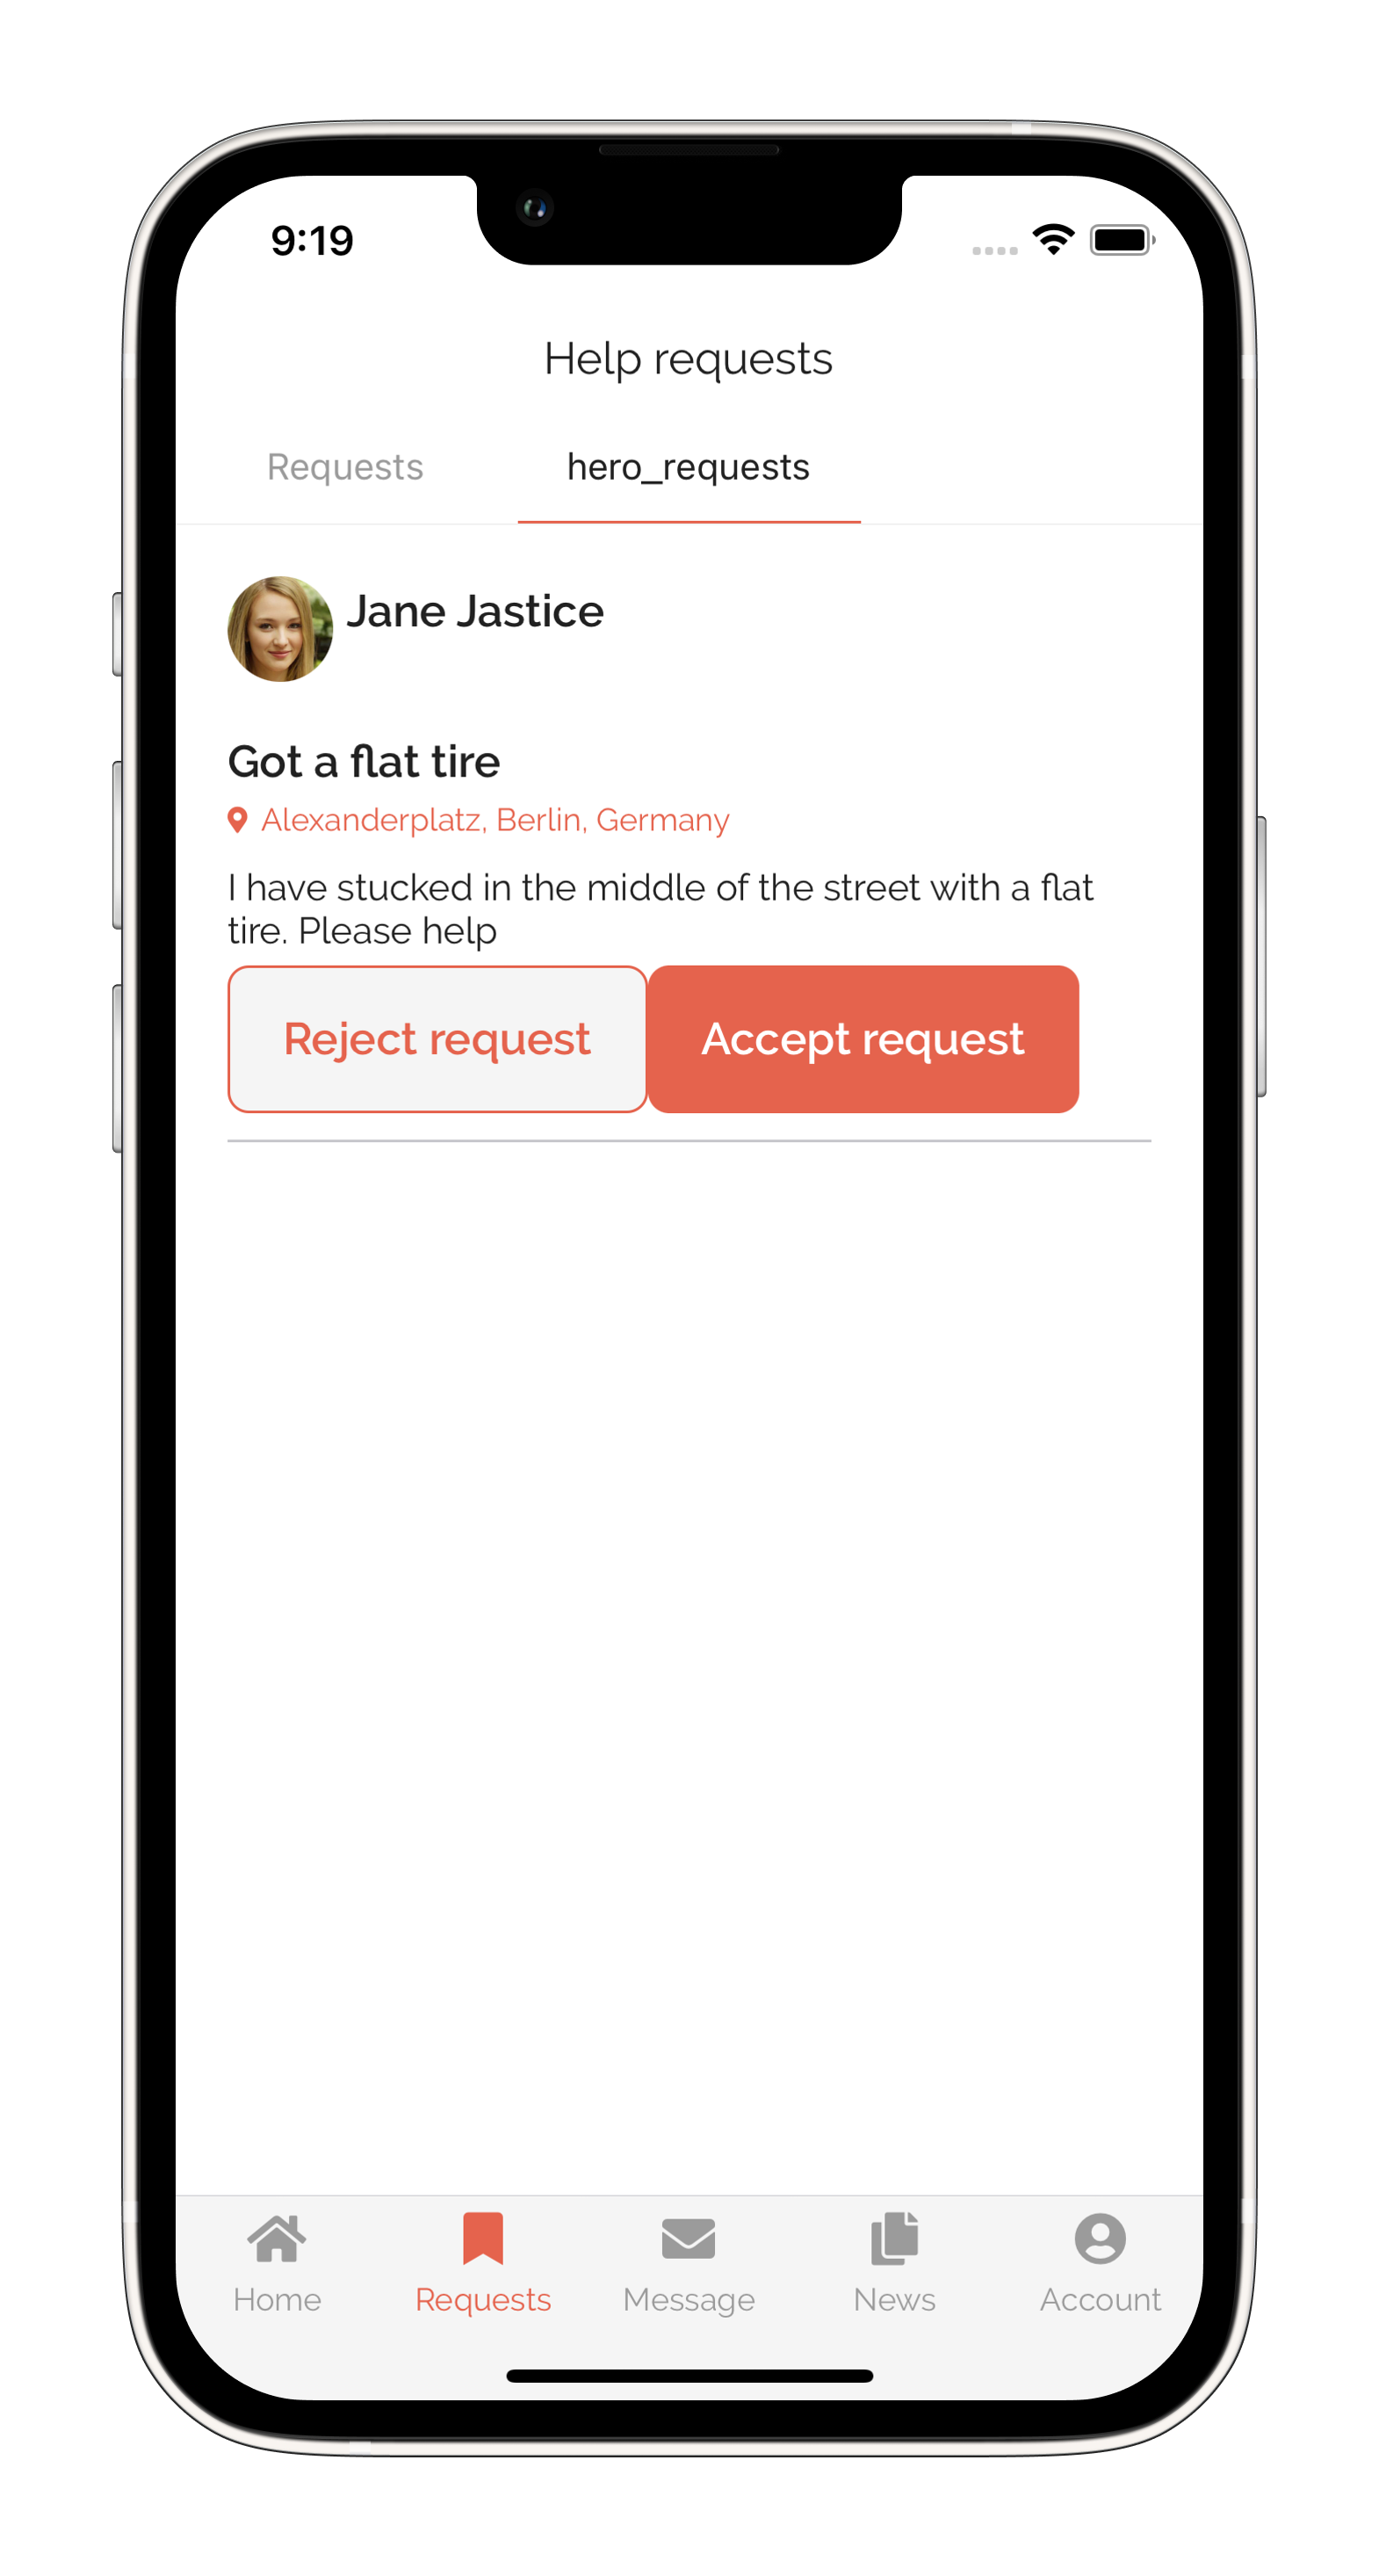 9:19
Help requests
Requests
hero_requests
Jane Jastice
Got a flat tire
Alexanderplatz, Berlin, Germany
I have stucked in the middle of the street with a flat
tire. Please help
Reject request
Accept request
Home
Requests
Message
News
Account